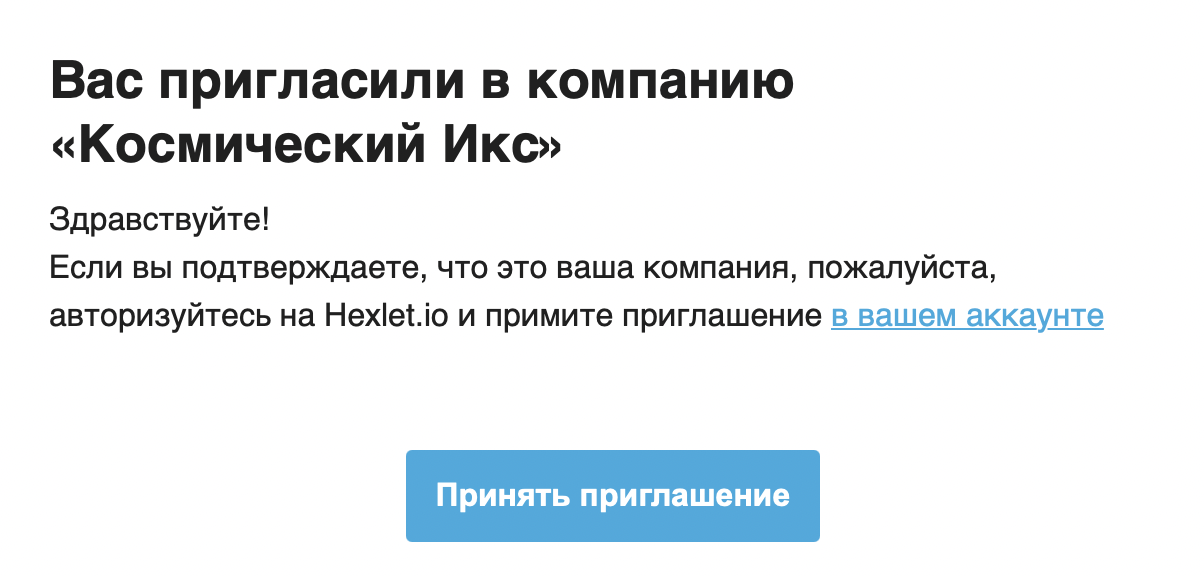 Вас пригласили в компанию
«Космический Икс»
Здравствуйте!
Если вы подтверждаете, что это ваша компания, пожалуйста,
авторизуйтесь на Hexlet.io и примите приглашение в вашем аккаунте
Принять приглашение